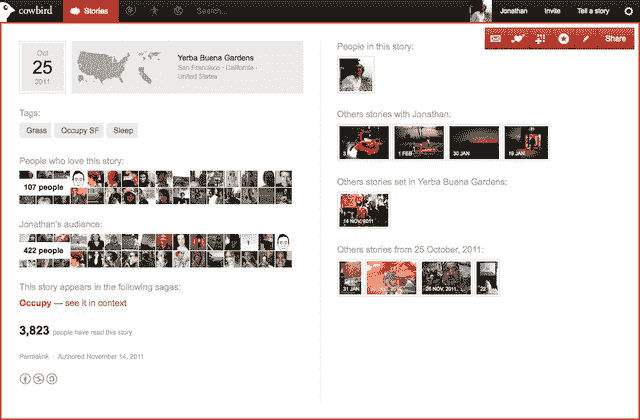 cowbird
Stories
Search...
Jonathan
Invite
Tell a story
Share
Oct
25
2011
Yerba Buena Gardens
San Francisco - California -
United States
Tags:
Grass
Occupy SF
Sleep
People who love this story:
107 people
Jonathan's audience:
422 people
This story appears in the following sagas:
Occupy — see it in context
3,823 people have read this story
Permalink · Authored November 14, 2011
People in this story:
Others stories with Jonathan:
1 FEB
30 JAN
19 JAN
Others stories set in Yerba Buena Gardens:
14 NOV, 2011
Others stories from 25 October, 2011:
31 JAN
26 NOV, 2011
22